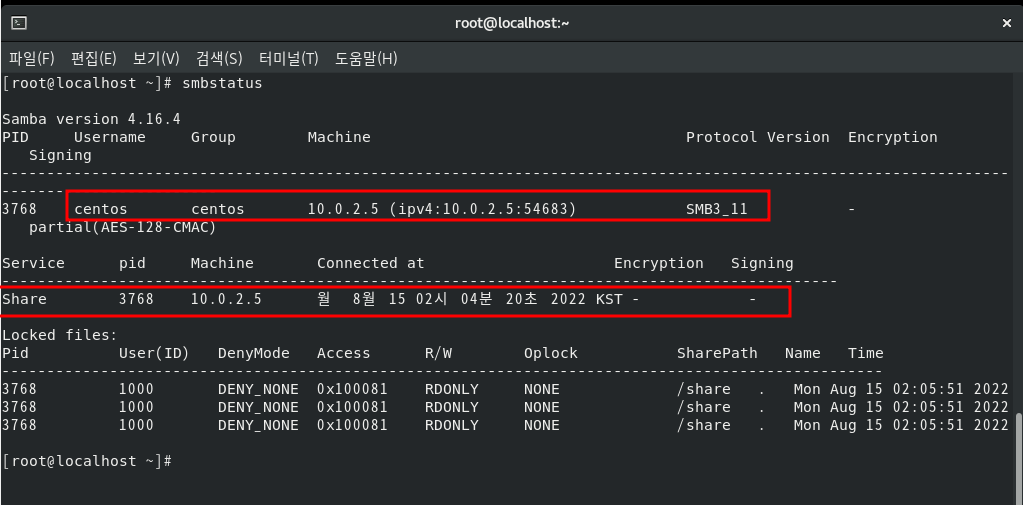 root@localhost:~
파일(F) 편집(E) 보기(V) 검색(S) 터미널(T) 도움말(H)
[root@localhost ~]# smbstatus
Samba version 4.16.4
PID     Username     Group        Machine                                   Protocol Version  Encryption
   Signing
----------------------------------------------------------------------------------------------------------------
------------------------
3768    centos       centos       10.0.2.5 (ipv4:10.0.2.5:54683)            SMB3_11           -
   partial(AES-128-CMAC)
Service      pid     Machine       Connected at                     Encryption   Signing
---------------------------------------------------------------------------------------------
Share        3768    10.0.2.5      월   8월  15 02시  04분  20초  2022 KST -            -
Locked files:
Pid          User(ID)   DenyMode   Access      R/W        Oplock           SharePath   Name   Time
--------------------------------------------------------------------------------------------------
3768         1000       DENY_NONE  0x100081    RDONLY     NONE             /share   .   Mon Aug 15 02:05:51 2022
3768         1000       DENY_NONE  0x100081    RDONLY     NONE             /share   .   Mon Aug 15 02:05:51 2022
3768         1000       DENY_NONE  0x100081    RDONLY     NONE             /share   .   Mon Aug 15 02:05:51 2022
[root@localhost ~]#